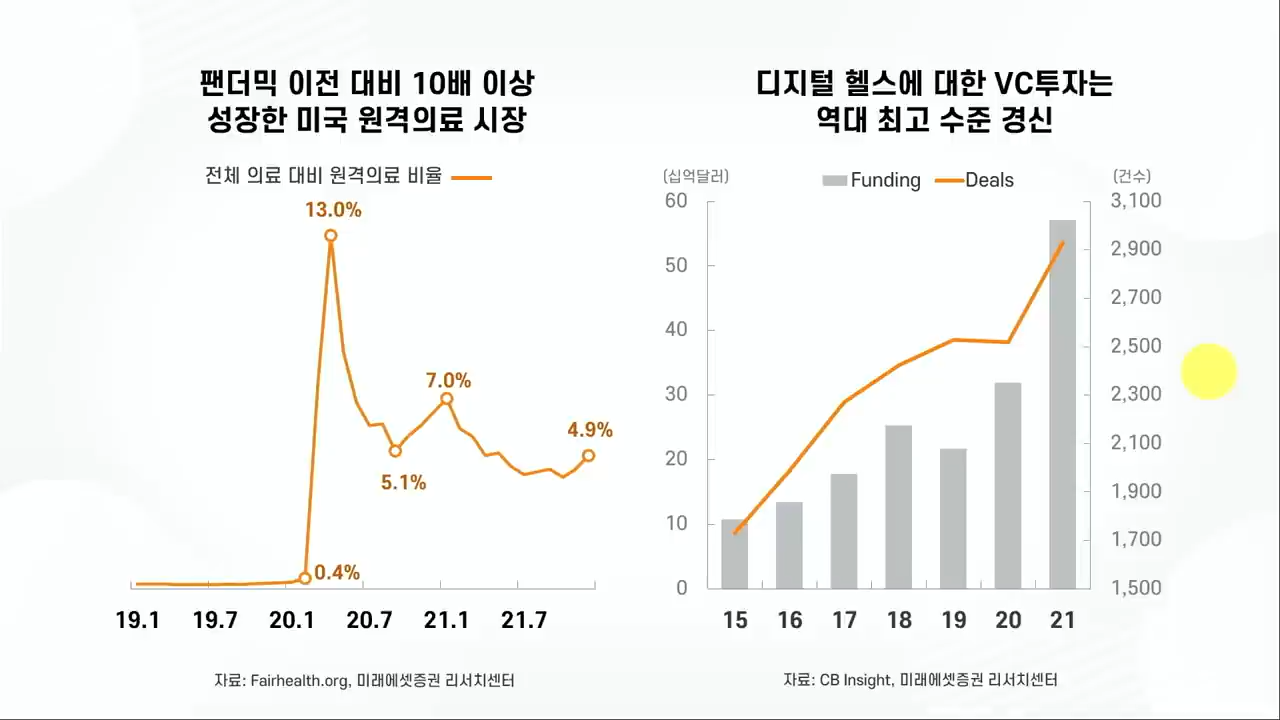 팬더믹 이전 대비 10배 이상
성장한 미국 원격의료 시장
전체 의료 대비 원격의료 비율
13.0%
7.0%
4.9%
5.1%
0.4%
19.1 19.7 20.1 20.7 21.1 21.7
자료: Fairhealth.org, 미래에셋증권 리서치센터
디지털 헬스에 대한 VC투자는
역대 최고 수준 경신
(십억달러) Funding Deals (건수)
60 3,100
50 2,900
40 2,700
30 2,500
20 2,300
10 2,100
0 1,900
1,700
1,500
15 16 17 18 19 20 21
자료: CB Insight, 미래에셋증권 리서치센터